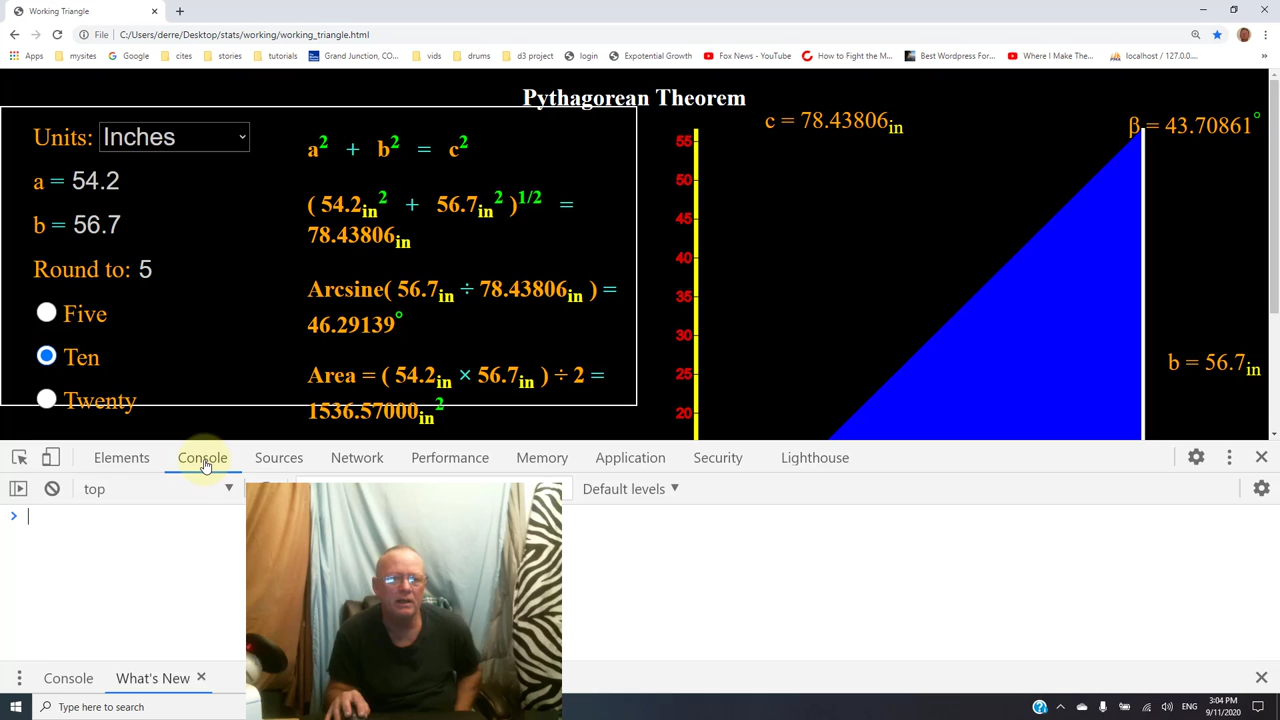 Working Triangle
File | C:/Users/derre/Desktop/stats/working/working_triangle.html
Apps mysites Google cites stories tutorials Grand Junction, CO... vids drums d3 project login Expotential Growth Fox News - YouTube How to Fight the M... Best Wordpress For... Where I Make The... localhost / 127.0.0.... »
Pythagorean Theorem
Units: Inches
a = 54.2
b = 56.7
Round to: 5
Five
Ten
Twenty
a² + b² = c²
( 54.2in² + 56.7in² )1/2 =
78.43806in
Arcsine( 56.7in ÷ 78.43806in ) =
46.29139°
Area = ( 54.2in × 56.7in ) ÷ 2 =
1536.57000in²
c = 78.43806in
β = 43.70861°
55
50
45
40
35
30
25
20
b = 56.7in
Elements Console Sources Network Performance Memory Application Security Lighthouse
top
Default levels ▼
>
Console What's New
Type here to search
ENG
3:04 PM
9/11/2020